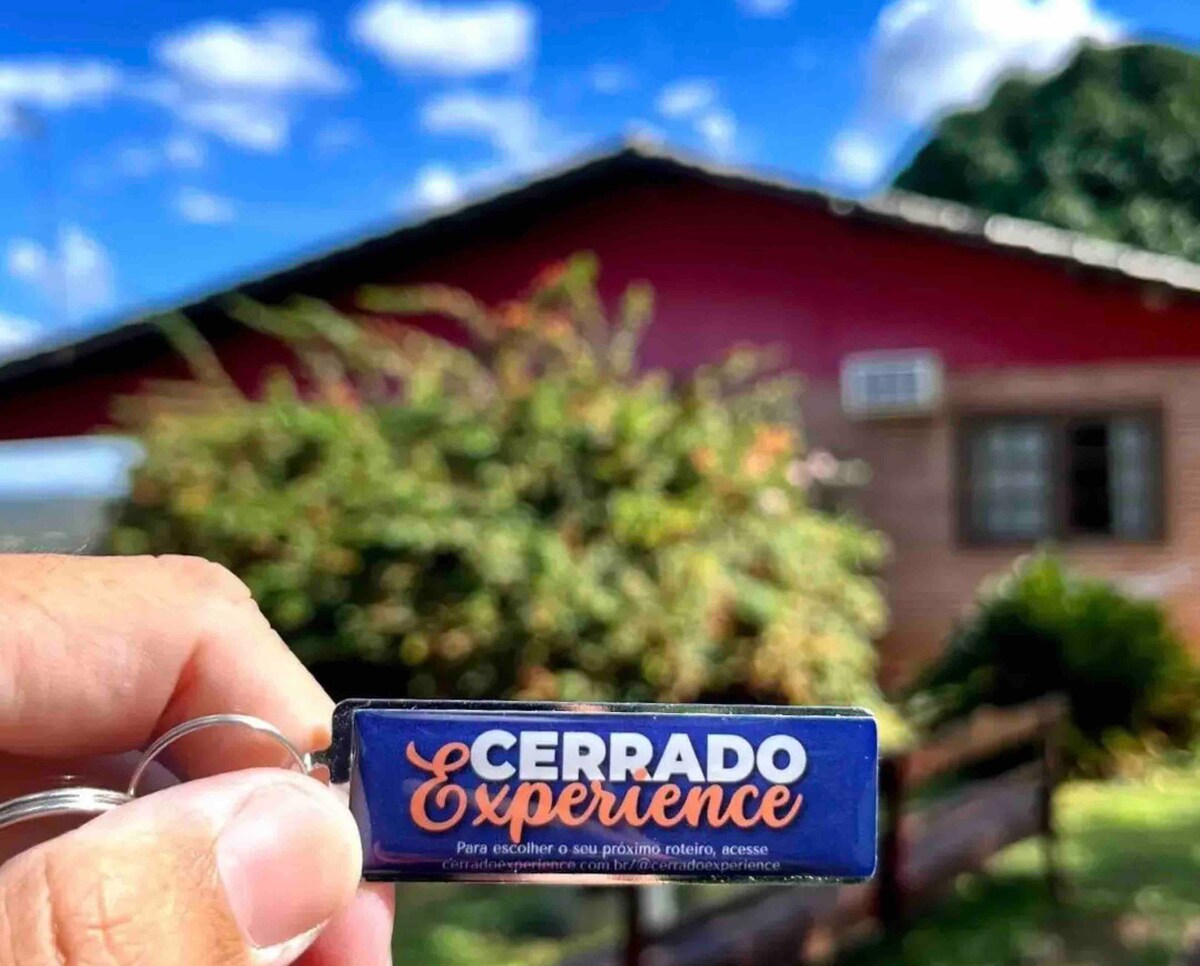 CERRADO
Experience
Para escolher o seu próximo roteiro, acesse
cerradoexperience.com.br/@cerradoexperience